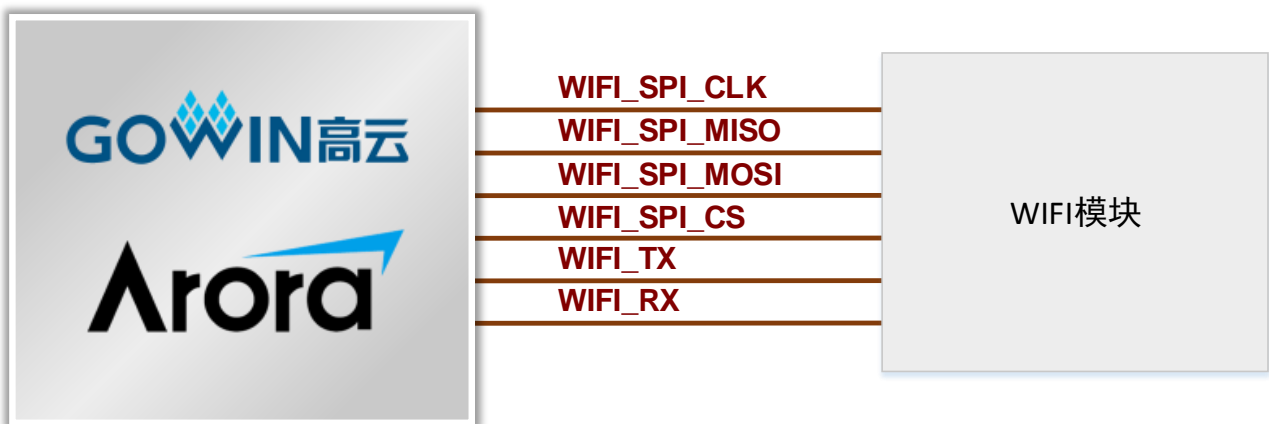 GOWIN高云
Arora
WIFI_SPI_CLK
WIFI_SPI_MISO
WIFI_SPI_MOSI
WIFI_SPI_CS
WIFI_TX
WIFI_RX
WIFI模块